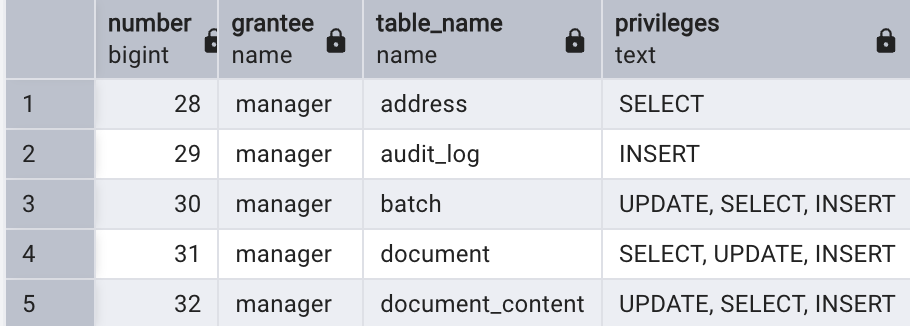 number grantee table_name privileges
bigint name name text
1 28 manager address SELECT
2 29 manager audit_log INSERT
3 30 manager batch UPDATE, SELECT, INSERT
4 31 manager document SELECT, UPDATE, INSERT
5 32 manager document_content UPDATE, SELECT, INSERT